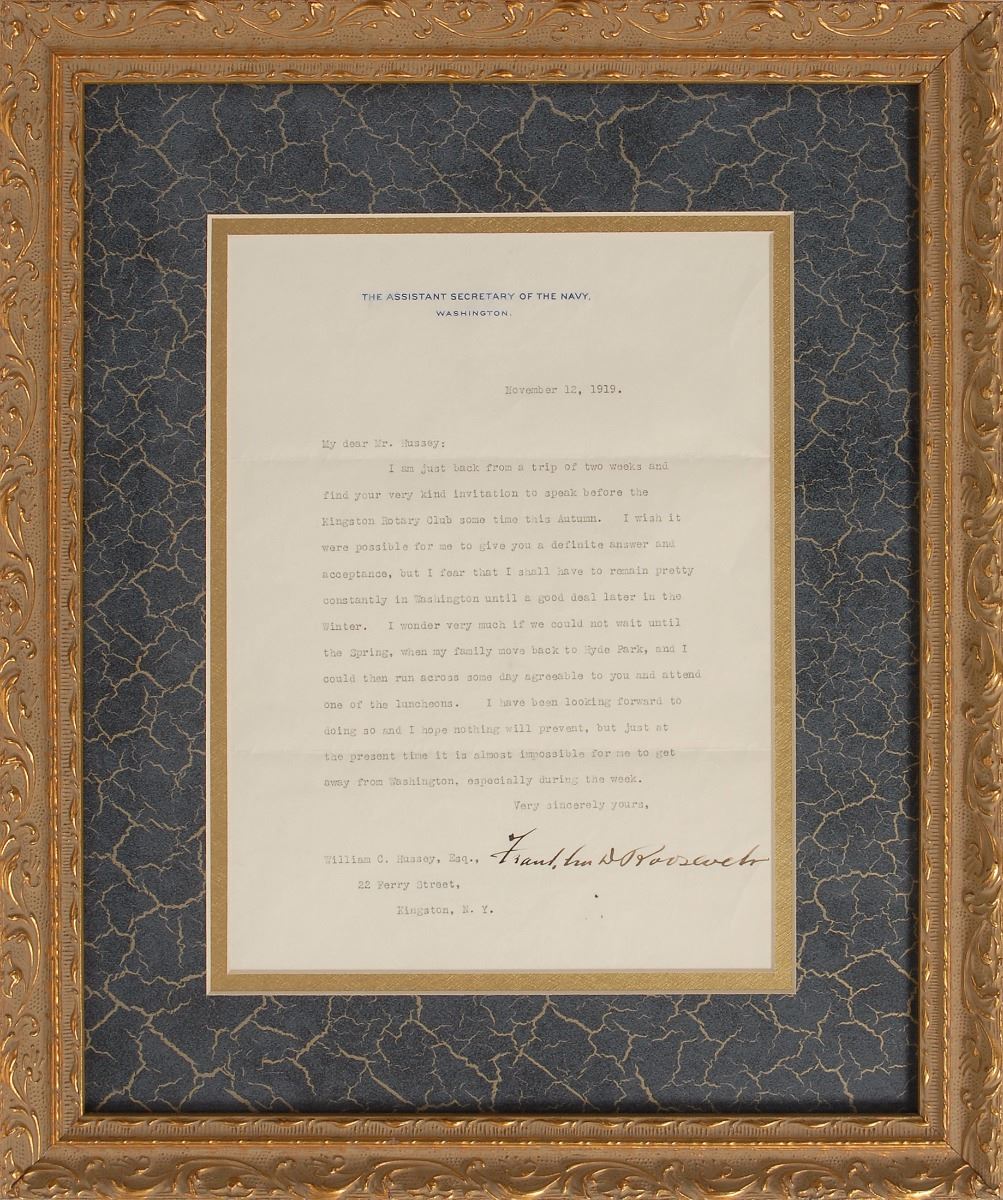 THE ASSISTANT SECRETARY OF THE NAVY,
WASHINGTON.
November 12, 1919.
My dear Mr. Hussey:
I am just back from a trip of two weeks and
find your very kind invitation to speak before the
Kingston Rotary Club some time this Autumn. I wish it
were possible for me to give you a definite answer and
acceptance, but I fear that I shall have to remain pretty
constantly in Washington until a good deal later in the
Winter. I wonder very much if we could not wait until
the Spring, when my family move back to Hyde Park, and I
could then run across some day agreeable to you and attend
one of the luncheons. I have been looking forward to
doing so and I hope nothing will prevent, but just at
the present time it is almost impossible for me to get
away from Washington, especially during the week.
Very sincerely yours,
Franklin D Roosevelt
William C. Hussey, Esq.,
22 Ferry Street,
Kingston, N. Y.